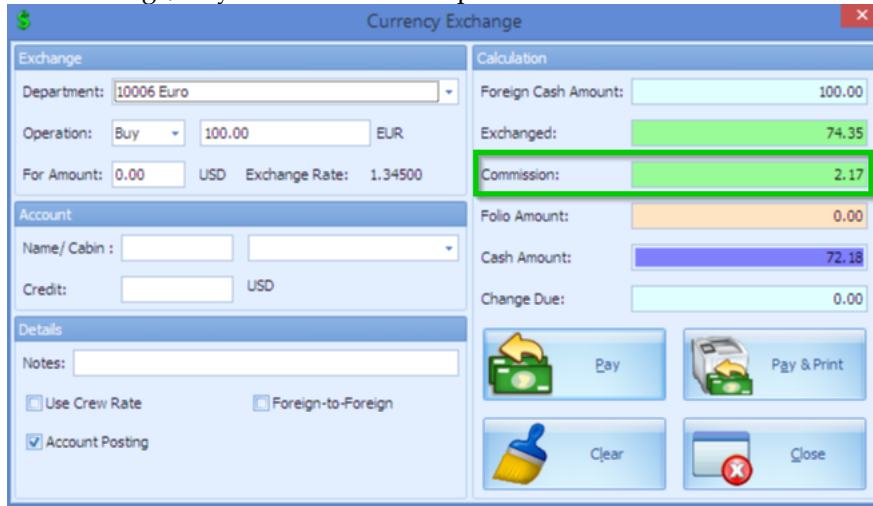 Currency Exchange
Exchange
Department: 10006 Euro
Operation: Buy 100.00 EUR
For Amount: 0.00 USD Exchange Rate: 1.34500
Account
Name/ Cabin :
Credit: USD
Details
Notes:
Use Crew Rate Foreign-to-Foreign
Account Posting
Calculation
Foreign Cash Amount: 100.00
Exchanged: 74.35
Commission: 2.17
Folio Amount: 0.00
Cash Amount: 72.18
Change Due: 0.00
Pay Pay & Print
Clear Close